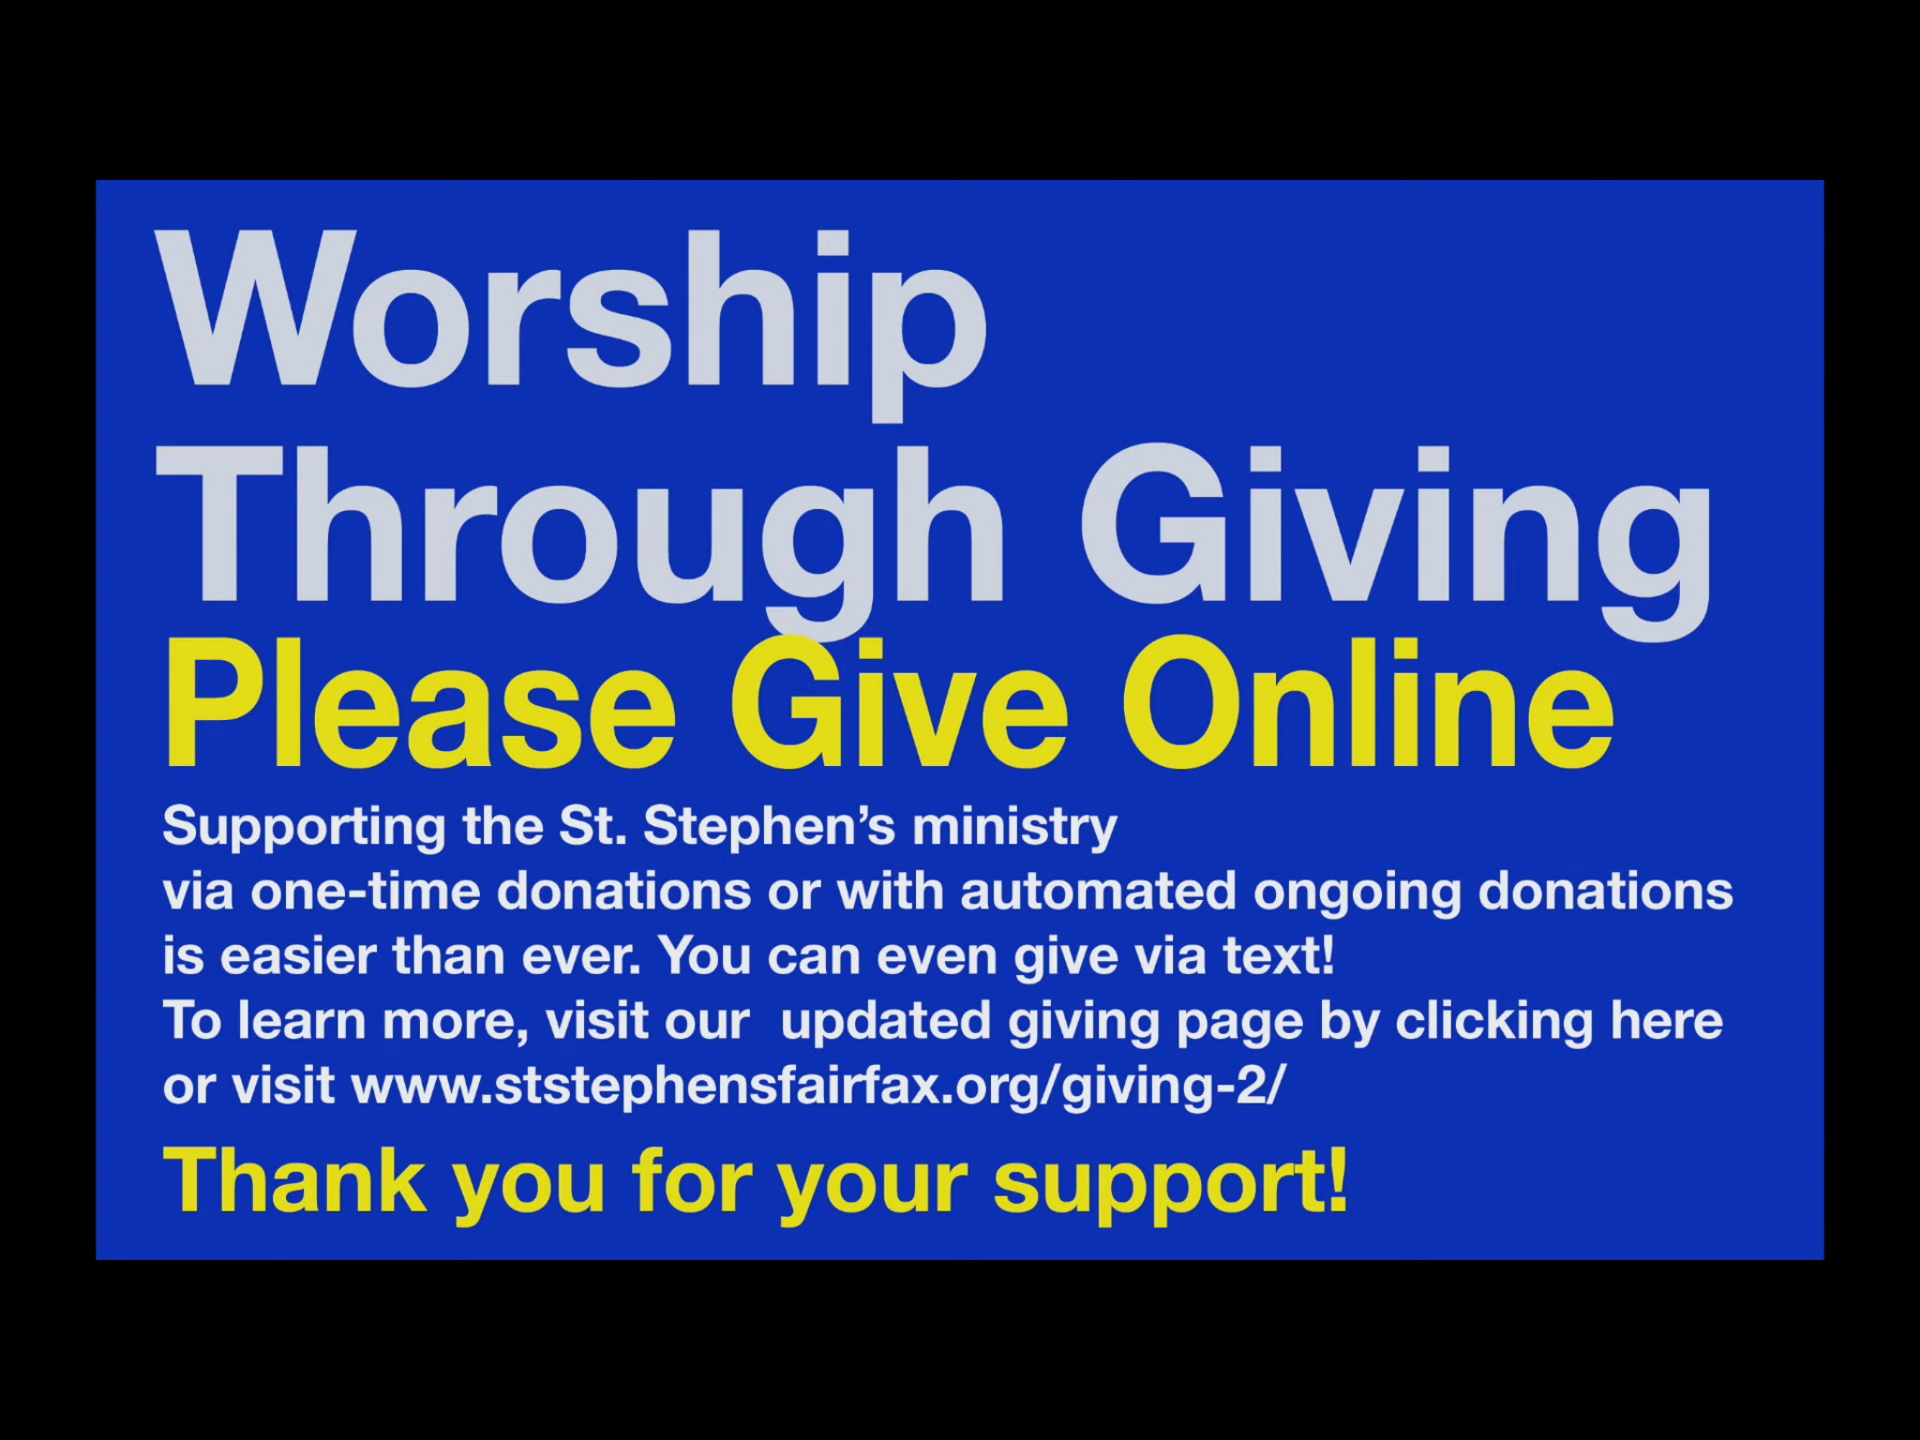 Worship
Through Giving
Please Give Online
Supporting the St. Stephen’s ministry
via one-time donations or with automated ongoing donations
is easier than ever. You can even give via text!
To learn more, visit our  updated giving page by clicking here
or visit www.ststephensfairfax.org/giving-2/
Thank you for your support!